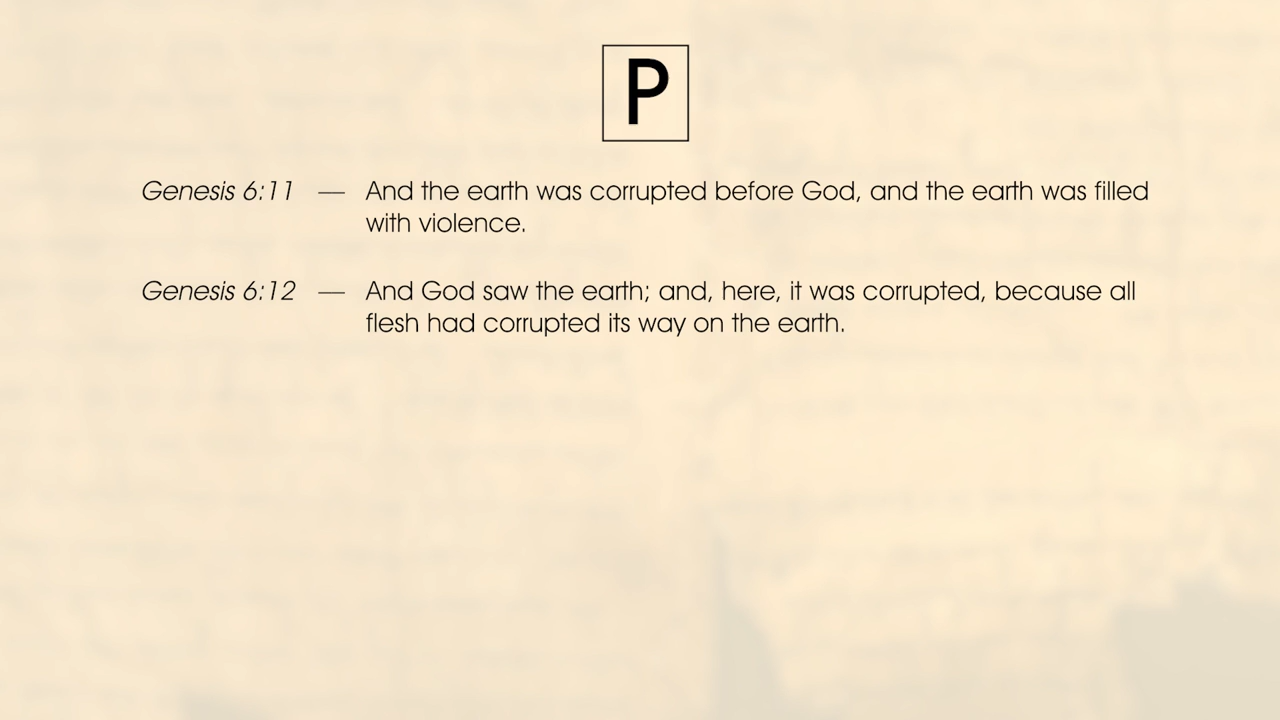 P
Genesis 6:11 — And the earth was corrupted before God, and the earth was filled
with violence.
Genesis 6:12 — And God saw the earth; and, here, it was corrupted, because all
flesh had corrupted its way on the earth.